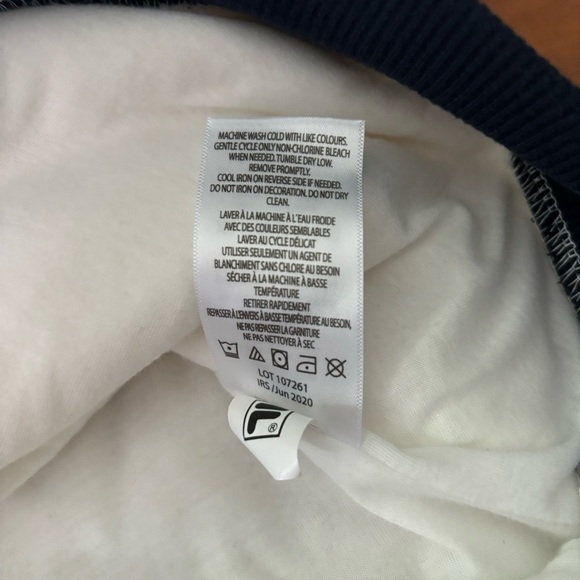 MACHINE WASH COLD WITH LIKE COLOURS.
GENTLE CYCLE ONLY NON-CHLORINE BLEACH
WHEN NEEDED. TUMBLE DRY LOW.
REMOVE PROMPTLY.
COOL IRON ON REVERSE SIDE IF NEEDED.
DO NOT IRON ON DECORATION. DO NOT DRY
CLEAN.
LAVER À LA MACHINE À L'EAU FROIDE
AVEC DES COULEURS SEMBLABLES
LAVER AU CYCLE DÉLICAT
UTILISER SEULEMENT UN AGENT DE
BLANCHIMENT SANS CHLORE AU BESOIN
SÉCHER À LA MACHINE À BASSE
TEMPÉRATURE
RETIRER RAPIDEMENT
REPASSER À L'ENVERS À BASSE TEMPÉRATURE AU BESOIN,
NE PAS REPASSER LA GARNITURE
NE PAS NETTOYER À SEC
LOT 107261
IRS /Jun 2020
F®